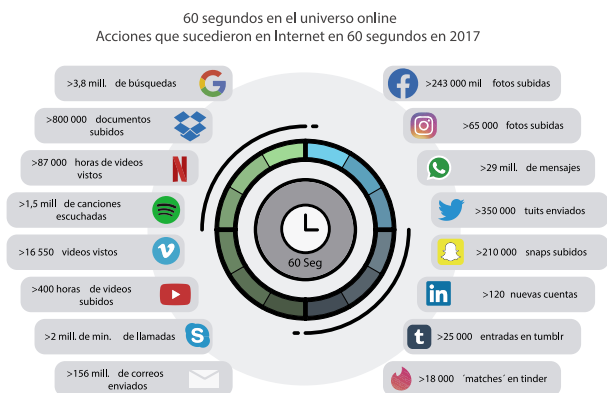 60 segundos en el universo online
Acciones que sucedieron en Internet en 60 segundos en 2017
>3,8 mill. de búsquedas
>800 000 documentos
subidos
>87 000 horas de videos
vistos
>1,5 mill de canciones
escuchadas
>16 550 videos vistos
>400 horas de videos
subidos
>2 mill. de min. de llamadas
>156 mill. de correos
enviados
60 Seg
>243 000 mil fotos subidas
>65 000 fotos subidas
>29 mill. de mensajes
>350 000 tuits enviados
>210 000 snaps subidos
in
>120 nuevas cuentas
t
>25 000 entradas en tumblr
>18 000 ´matches´ en tinder